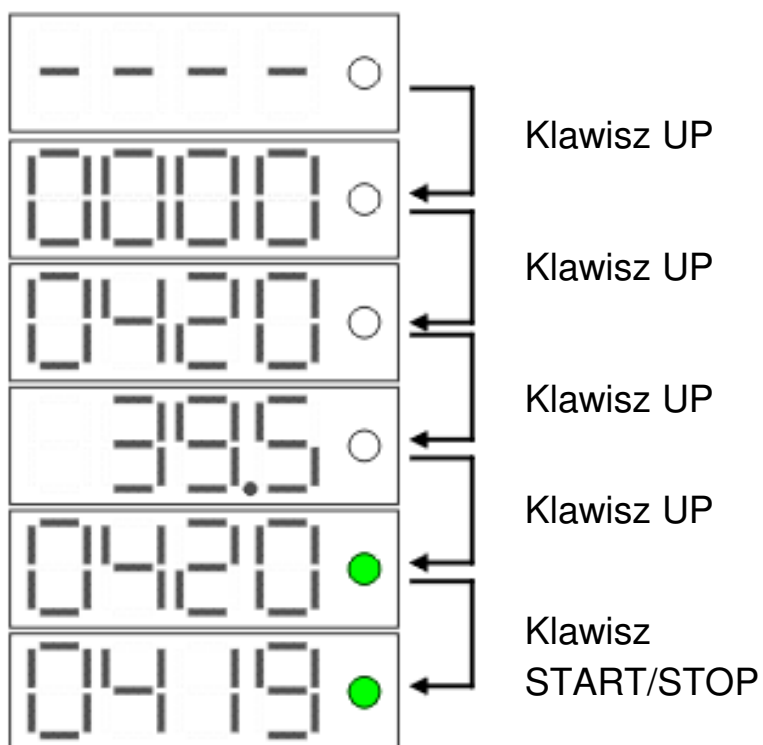 - - - -
Klawisz UP
0000
Klawisz UP
0420
Klawisz UP
39.5
Klawisz UP
0420
Klawisz
START/STOP
0419